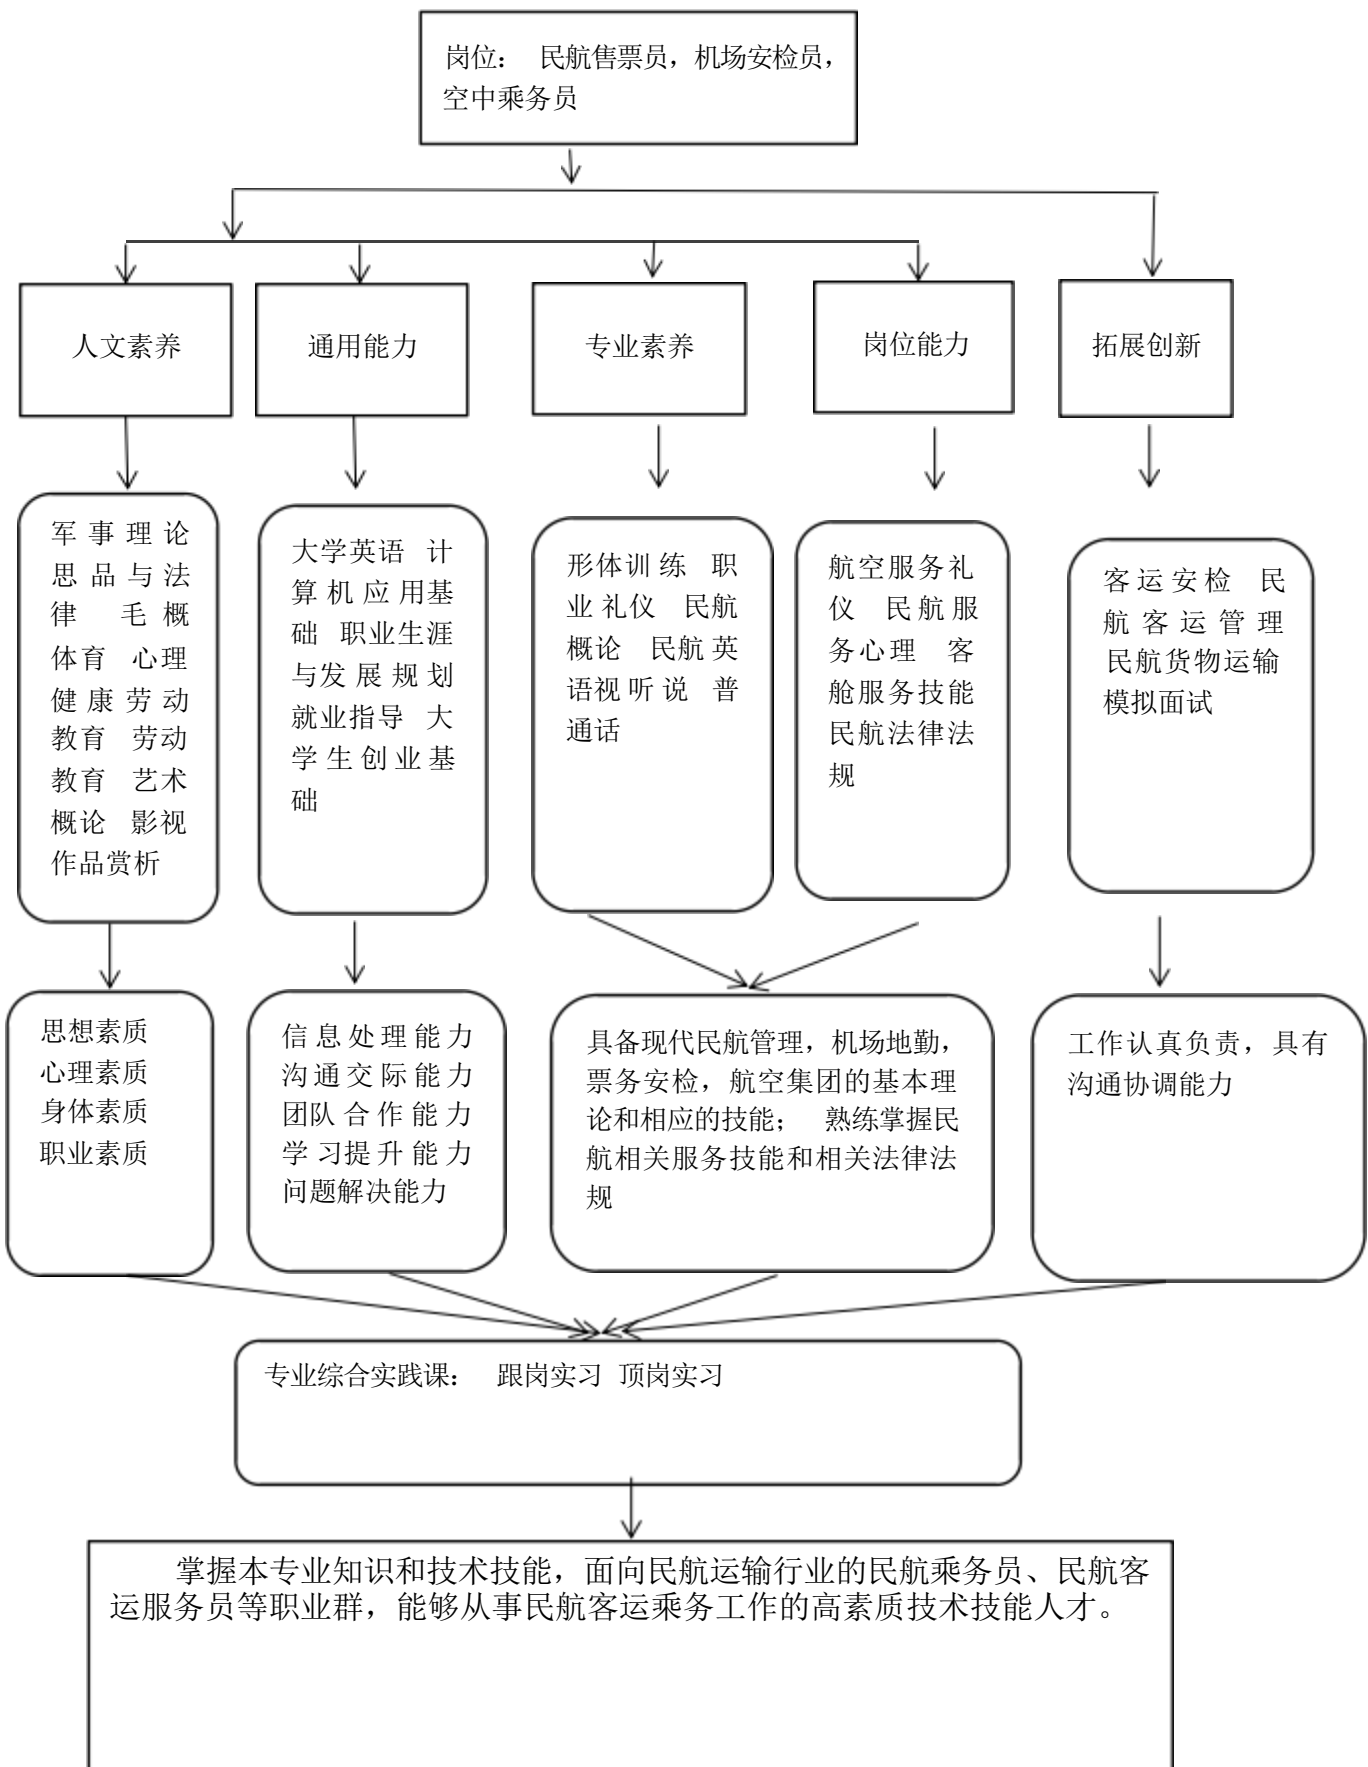 岗位： 民航售票员，机场安检员，
空中乘务员
人文素养
通用能力
专业素养
岗位能力
拓展创新
军事理论
思品与法
律 毛概
体育 心理
健康劳动
教育 劳动
教育 艺术
概论 影视
作品赏析
大学英语 计
算机应用基
础 职业生涯
与发展规划
就业指导 大
学生创业基
础
形体训练 职
业礼仪 民航
概论 民航英
语视听说 普
通话
航空服务礼
仪 民航服
务心理 客
舱服务技能
民航法律法
规
客运安检 民
航客运管理
民航货物运输
模拟面试
思想素质
心理素质
身体素质
职业素质
信息处理能力
沟通交际能力
团队合作能力
学习提升能力
问题解决能力
具备现代民航管理，机场地勤，
票务安检，航空集团的基本理
论和相应的技能； 熟练掌握民
航相关服务技能和相关法律法
规
工作认真负责，具有
沟通协调能力
专业综合实践课： 跟岗实习 顶岗实习
掌握本专业知识和技术技能，面向民航运输行业的民航乘务员、民航客
运服务员等职业群，能够从事民航客运乘务工作的高素质技术技能人才。